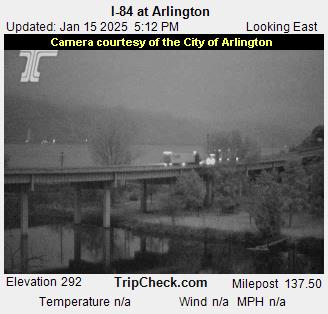 I-84 at Arlington
Updated: Jan 15 2025 5:12 PM Looking East
Camera courtesy of the City of Arlington
Elevation 292 TripCheck.com Milepost 137.50
Temperature n/a Wind n/a MPH n/a